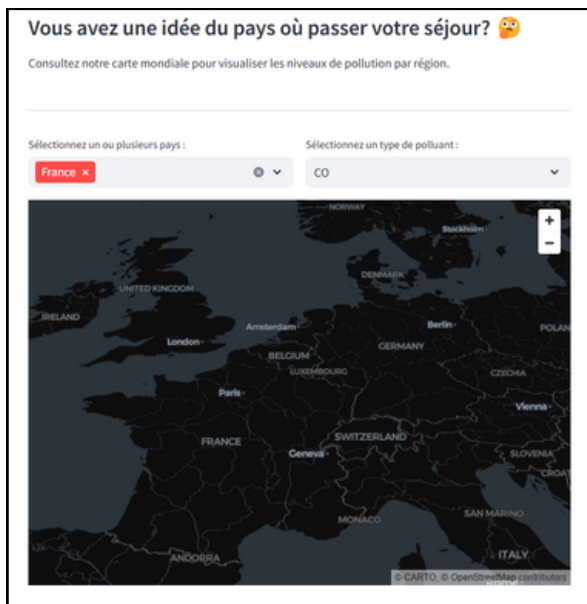 Vous avez une idée du pays où passer votre séjour? 🤔
Consultez notre carte mondiale pour visualiser les niveaux de pollution par région.
Sélectionnez un ou plusieurs pays :
Sélectionnez un type de polluant :
France ×
CO
NORWAY
Stockholm
+
−
DENMARK
UNITED KINGDOM
IRELAND
Amsterdam
Berlin
POLAN
London
BELGIUM
GERMANY
LUXEMBOURG
CZECHIA
Paris
Vienna
SWITZERLAND
FRANCE
Geneva
SLOVENIA
CROAT
MONACO
SAN MARINO
ANDORRA
ITALY
© CARTO, © OpenStreetMap contributors
Rome